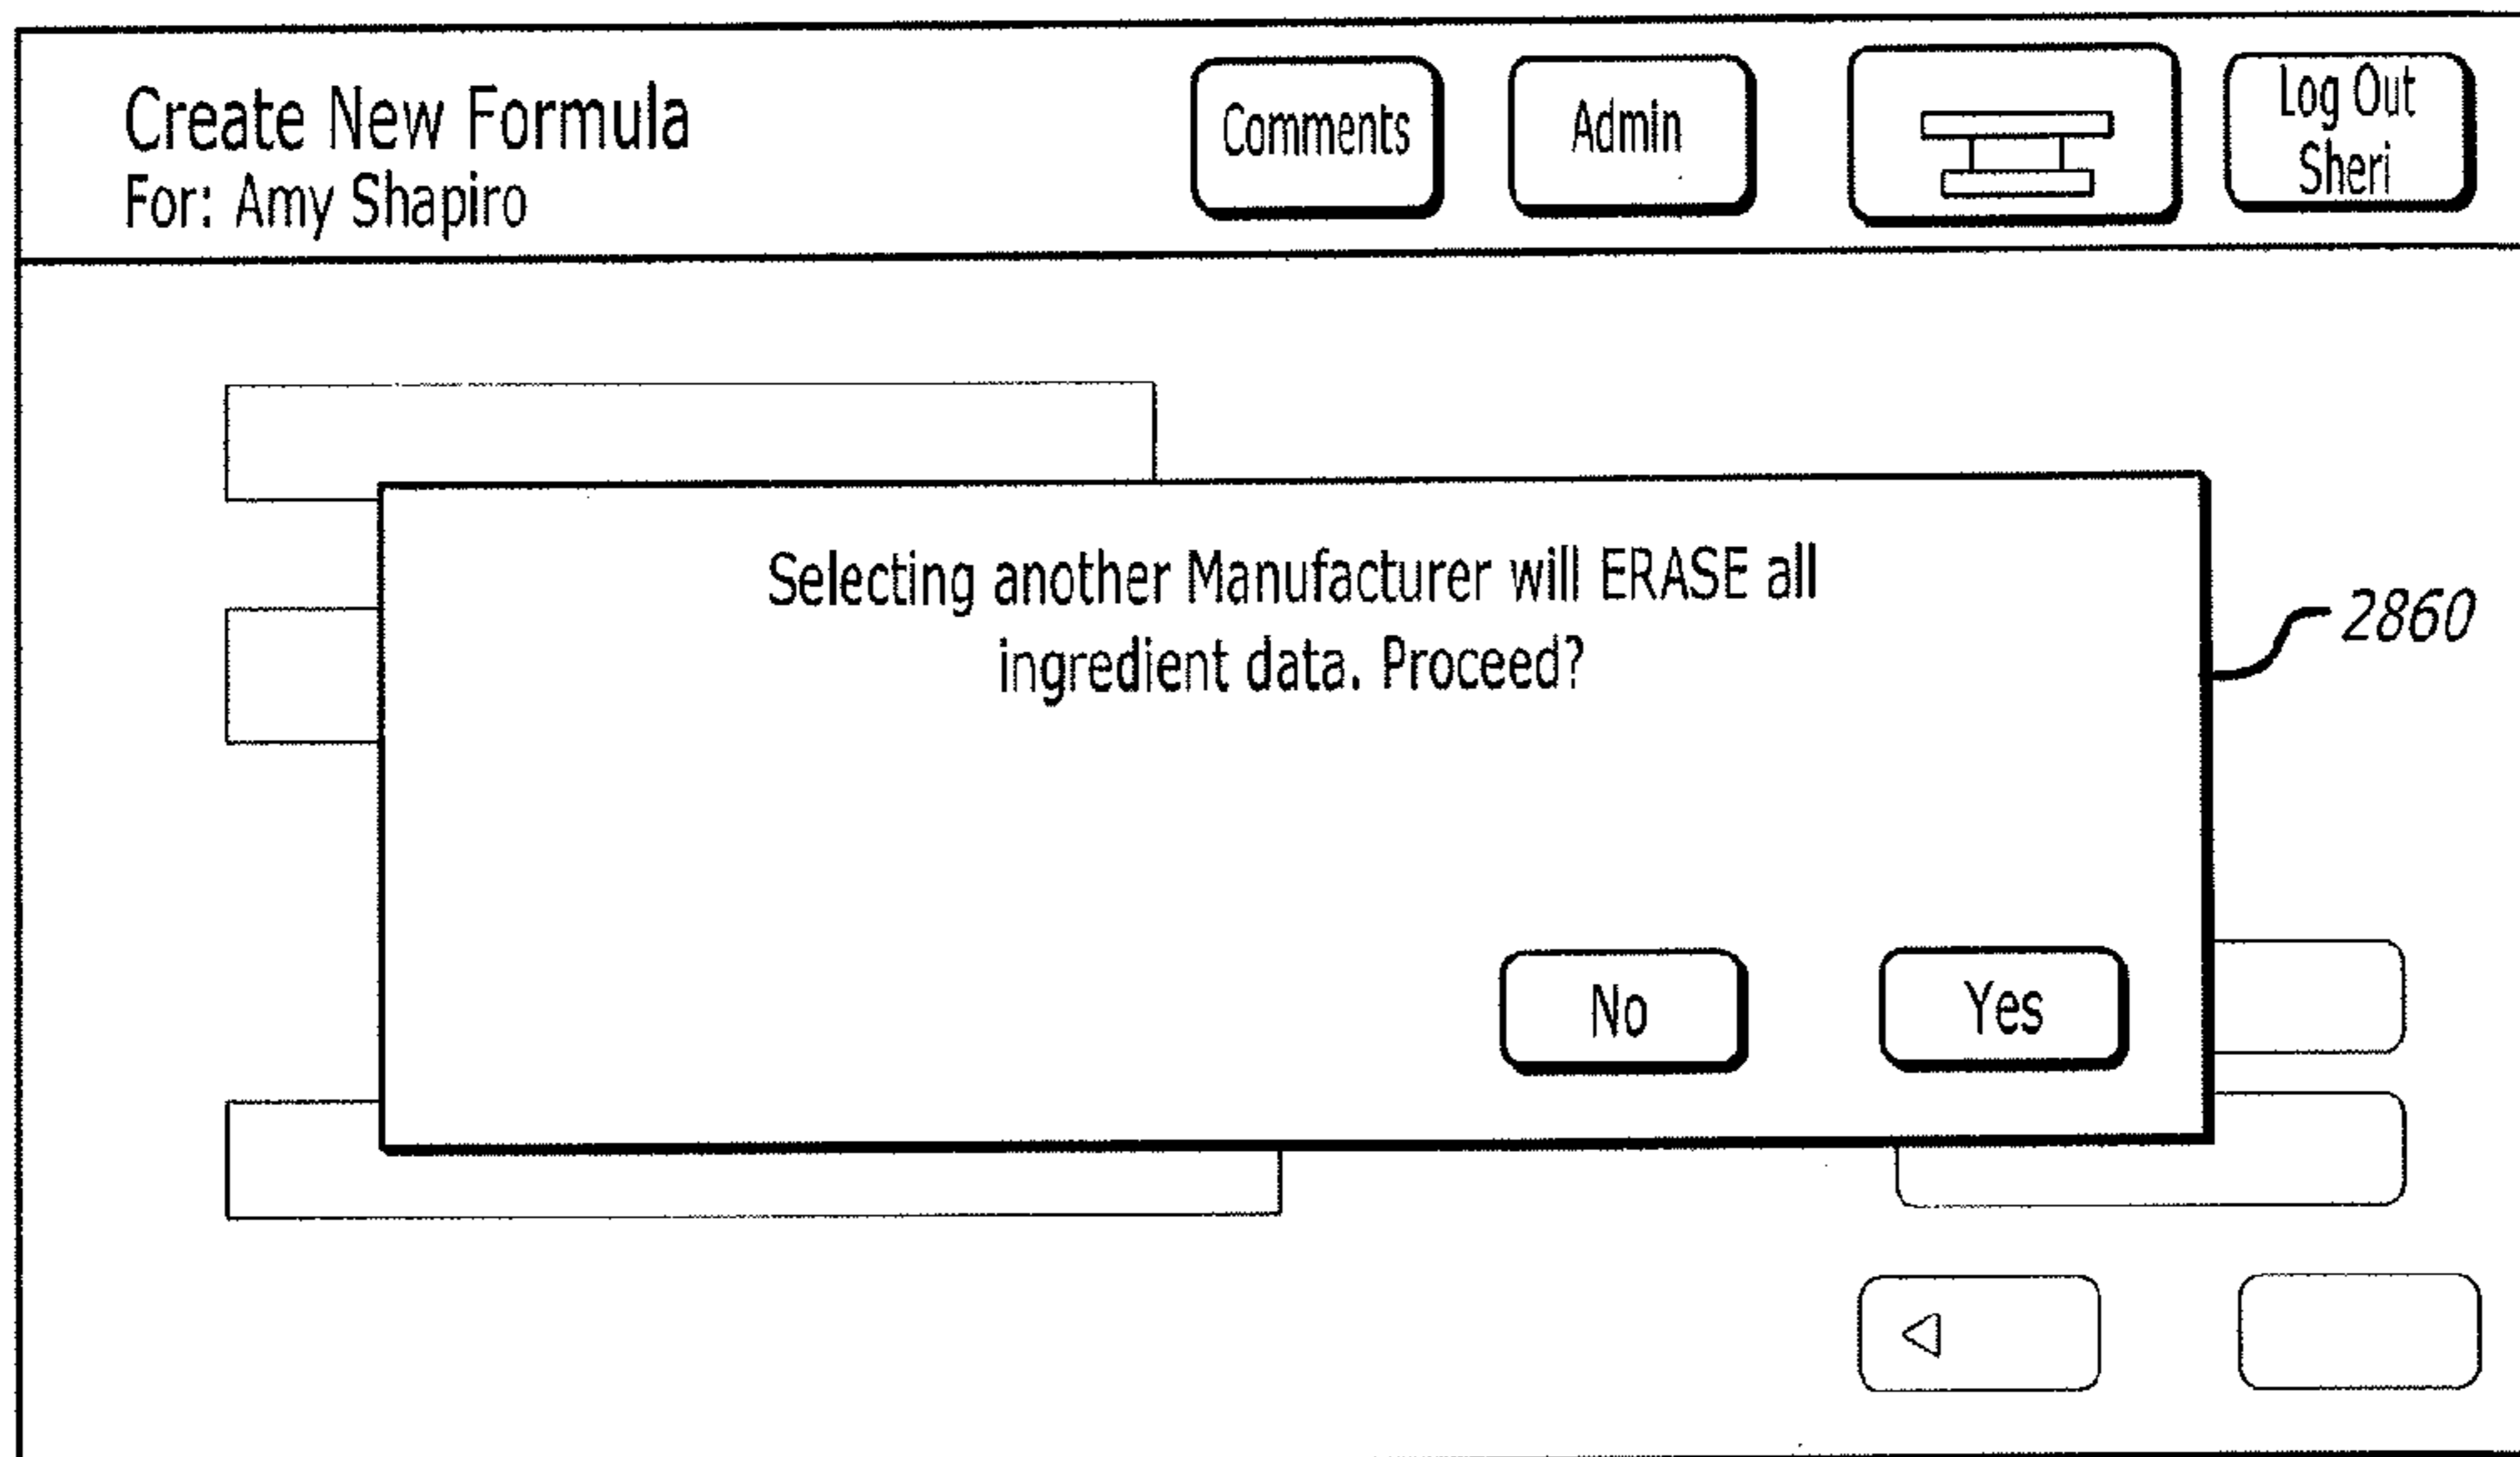 Create New Formula
For: Amy Shapiro
Comments
Admin
Log Out
Sheri
Selecting another Manufacturer will ERASE all
ingredient data. Proceed?
2860
No
Yes